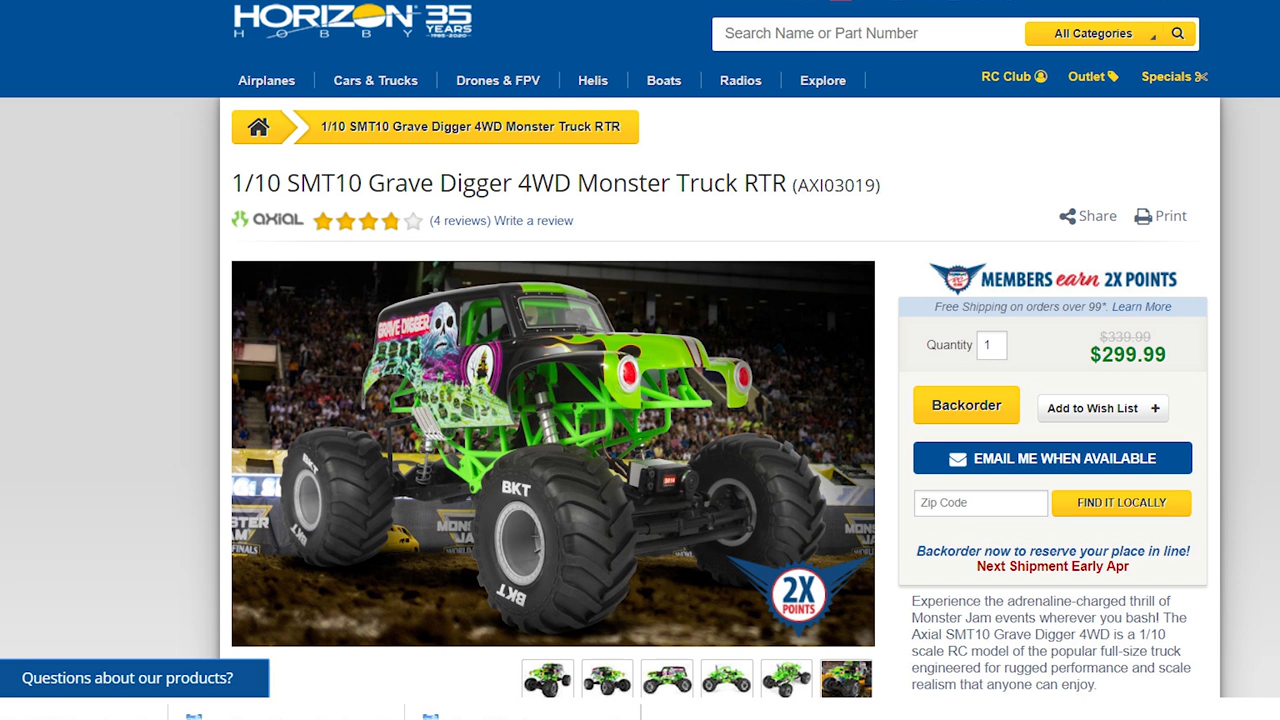 HORIZON
HOBBY
35
YEARS
1985-2020
Search Name or Part Number
All Categories
Airplanes
Cars & Trucks
Drones & FPV
Helis
Boats
Radios
Explore
RC Club
Outlet
Specials
1/10 SMT10 Grave Digger 4WD Monster Truck RTR
1/10 SMT10 Grave Digger 4WD Monster Truck RTR (AXI03019)
AXIAL
(4 reviews) Write a review
Share
Print
GRAVE DIGGER
BKT
BKT
BKT
BKT
2X
POINTS
MEMBERS earn 2X POINTS
Free Shipping on orders over 99*. Learn More
Quantity
1
$339.99
$299.99
Backorder
Add to Wish List +
EMAIL ME WHEN AVAILABLE
Zip Code
FIND IT LOCALLY
Backorder now to reserve your place in line!
Next Shipment Early Apr
Experience the adrenaline-charged thrill of
Monster Jam events wherever you bash! The
Axial SMT10 Grave Digger 4WD is a 1/10
scale RC model of the popular full-size truck
engineered for rugged performance and scale
realism that anyone can enjoy.
Questions about our products?